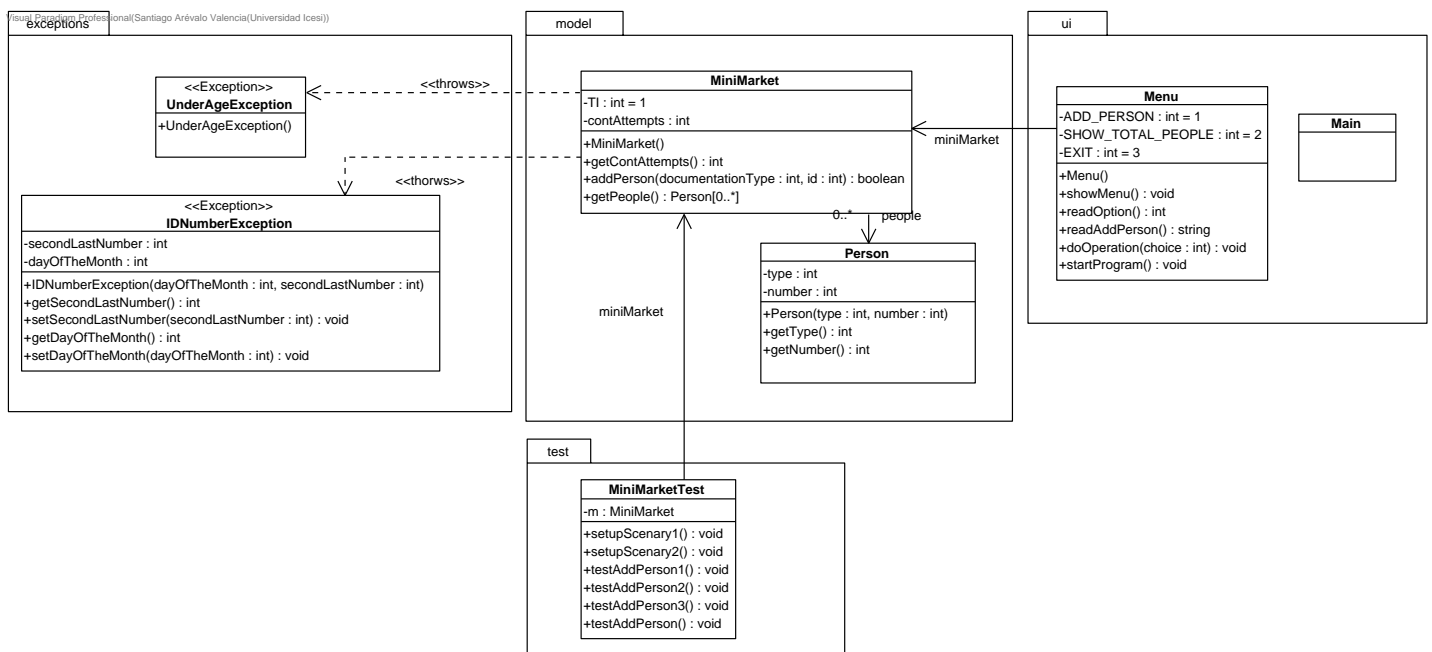 Visual Paradigm Professional(Santiago Arévalo Valencia(Universidad Icesi))
exceptions
<<Exception>>
UnderAgeException
+UnderAgeException()
<<throws>>
<<thorws>>
<<Exception>>
IDNumberException
-secondLastNumber : int
-dayOfTheMonth : int
+IDNumberException(dayOfTheMonth : int, secondLastNumber : int)
+getSecondLastNumber() : int
+setSecondLastNumber(secondLastNumber : int) : void
+getDayOfTheMonth() : int
+setDayOfTheMonth(dayOfTheMonth : int) : void
model
MiniMarket
-TI : int = 1
-contAttempts : int
+MiniMarket()
+getContAttempts() : int
+addPerson(documentationType : int, id : int) : boolean
+getPeople() : Person[0..*]
0..*
people
Person
-type : int
-number : int
+Person(type : int, number : int)
+getType() : int
+getNumber() : int
miniMarket
miniMarket
ui
Menu
-ADD_PERSON : int = 1
-SHOW_TOTAL_PEOPLE : int = 2
-EXIT : int = 3
+Menu()
+showMenu() : void
+readOption() : int
+readAddPerson() : string
+doOperation(choice : int) : void
+startProgram() : void
Main
test
MiniMarketTest
-m : MiniMarket
+setupScenary1() : void
+setupScenary2() : void
+testAddPerson1() : void
+testAddPerson2() : void
+testAddPerson3() : void
+testAddPerson() : void